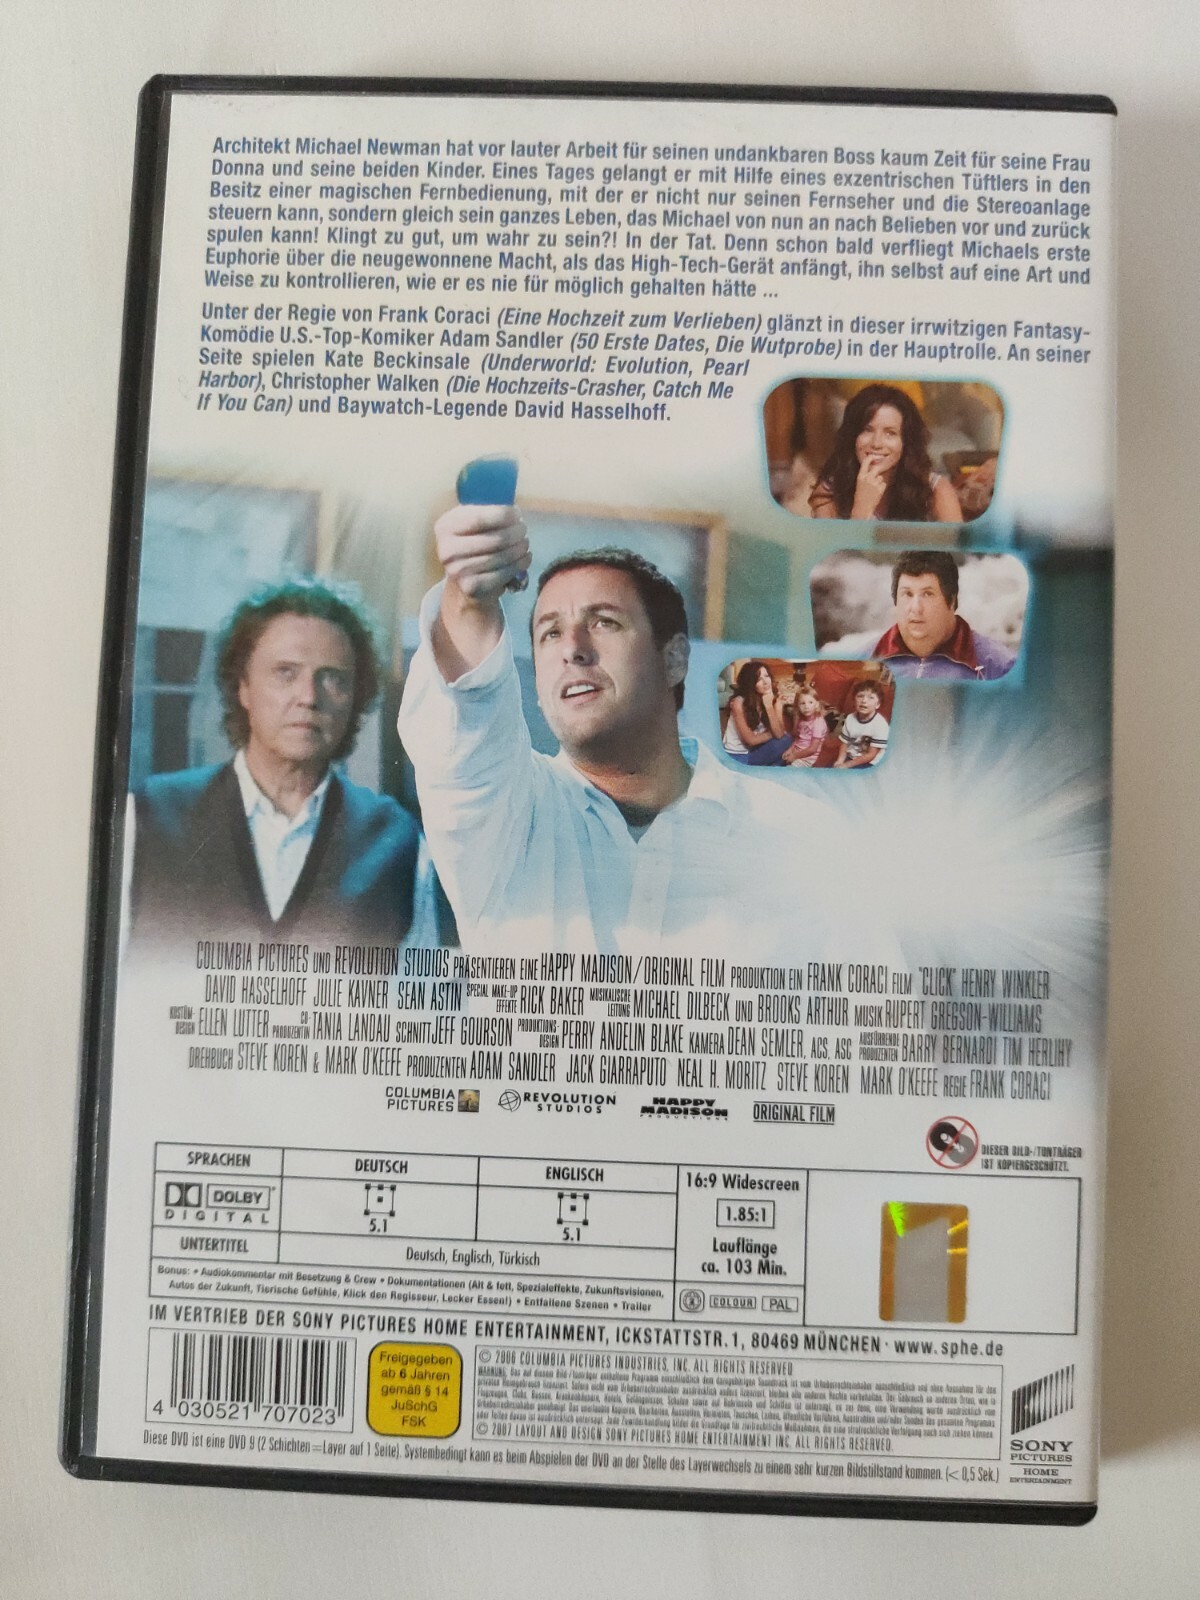 Architekt Michael Newman hat vor lauter Arbeit für seinen undankbaren Boss kaum Zeit für seine Frau
Donna und seine beiden Kinder. Eines Tages gelangt er mit Hilfe eines exzentrischen Tüftlers in den
Besitz einer magischen Fernbedienung, mit der er nicht nur seinen Fernseher und die Stereoanlage
steuern kann, sondern gleich sein ganzes Leben, das Michael von nun an nach Belieben vor und zurück
spulen kann! Klingt zu gut, um wahr zu sein?! In der Tat. Denn schon bald verfliegt Michaels erste
Euphorie über die neugewonnene Macht, als das High-Tech-Gerät anfängt, ihn selbst auf eine Art und
Weise zu kontrollieren, wie er es nie für möglich gehalten hätte ...
Unter der Regie von Frank Coraci (Eine Hochzeit zum Verlieben) glänzt in dieser irrwitzigen Fantasy-
Komödie U.S.-Top-Komiker Adam Sandler (50 Erste Dates, Die Wutprobe) in der Hauptrolle. An seiner
Seite spielen Kate Beckinsale (Underworld: Evolution, Pearl
Harbor), Christopher Walken (Die Hochzeits-Crasher, Catch Me
If You Can) und Baywatch-Legende David Hasselhoff.
COLUMBIA PICTURES UND REVOLUTION STUDIOS PRÄSENTIEREN EINE HAPPY MADISON/ORIGINAL FILM PRODUKTION EIN FRANK CORACI FILM "CLICK" HENRY WINKLER
DAVID HASSELHOFF JULIE KAVNER SEAN ASTIN SPECIAL MAKE-UP EFFEKTE RICK BAKER MUSIKALISCHE LEITUNG MICHAEL DILBECK UND BROOKS ARTHUR MUSIK RUPERT GREGSON-WILLIAMS
KOSTÜM-DESIGN ELLEN LUTTER CO-PRODUZENTIN TANIA LANDAU SCHNITT JEFF GOURSON PRODUKTIONS-DESIGN PERRY ANDELIN BLAKE KAMERA DEAN SEMLER, ACS, ASC AUSFÜHRENDE PRODUZENTEN BARRY BERNARDI TIM HERLIHY
DREHBUCH STEVE KOREN & MARK O'KEEFE PRODUZENTEN ADAM SANDLER JACK GIARRAPUTO NEAL H. MORITZ STEVE KOREN MARK O'KEEFE REGIE FRANK CORACI
COLUMBIA PICTURES REVOLUTION STUDIOS HAPPY MADISON PRODUCTIONS ORIGINAL FILM
DIESER BILD-/TONTRÄGER
IST KOPIERGESCHÜTZT.
SPRACHEN DEUTSCH ENGLISCH
DOLBY DIGITAL 5.1 5.1
UNTERTITEL Deutsch, Englisch, Türkisch
16:9 Widescreen
1.85:1
Lauflänge
ca. 103 Min.
COLOUR PAL
Bonus: • Audiokommentar mit Besetzung & Crew • Dokumentationen (Alt & fett, Spezialeffekte, Zukunftsvisionen,
Autos der Zukunft, Tierische Gefühle, Klick den Regisseur, Lecker Essen!) • Entfallene Szenen • Trailer
IM VERTRIEB DER SONY PICTURES HOME ENTERTAINMENT, ICKSTATTSTR. 1, 80469 MÜNCHEN · www.sphe.de
4 030521 707023
Freigegeben
ab 6 Jahren
gemäß § 14
JuSchG
FSK
© 2006 COLUMBIA PICTURES INDUSTRIES, INC. ALL RIGHTS RESERVED
© 2007 LAYOUT AND DESIGN SONY PICTURES HOME ENTERTAINMENT INC. ALL RIGHTS RESERVED.
SONY
PICTURES
HOME
ENTERTAINMENT
Diese DVD ist eine DVD 9 (2 Schichten=Layer auf 1 Seite). Systembedingt kann es beim Abspielen der DVD an der Stelle des Layerwechsels zu einem sehr kurzen Bildstillstand kommen. (< 0,5 Sek.)